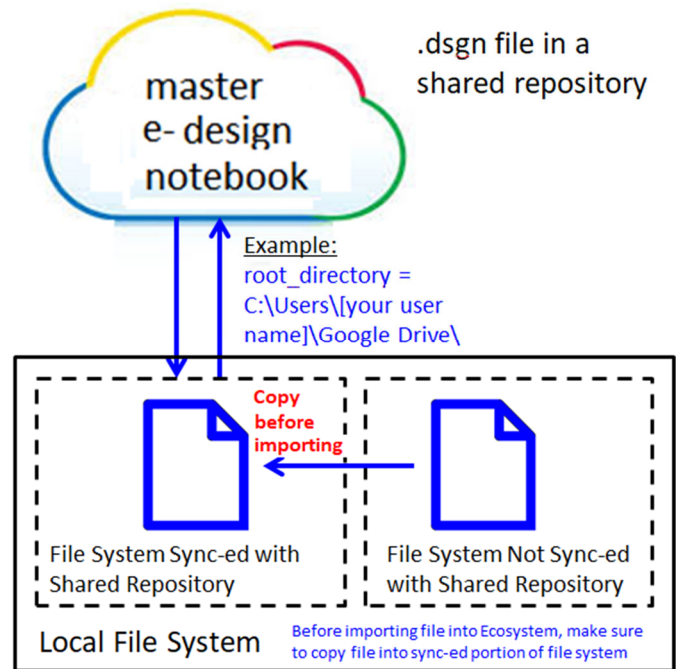 .dsgn file in a
shared repository
master
e- design
notebook
Example:
root_directory =
C:\Users\[your user
name]\Google Drive\
Copy
before
importing
File System Sync-ed with
Shared Repository
File System Not Sync-ed
with Shared Repository
Local File System
Before importing file into Ecosystem, make sure
to copy file into sync-ed portion of file system